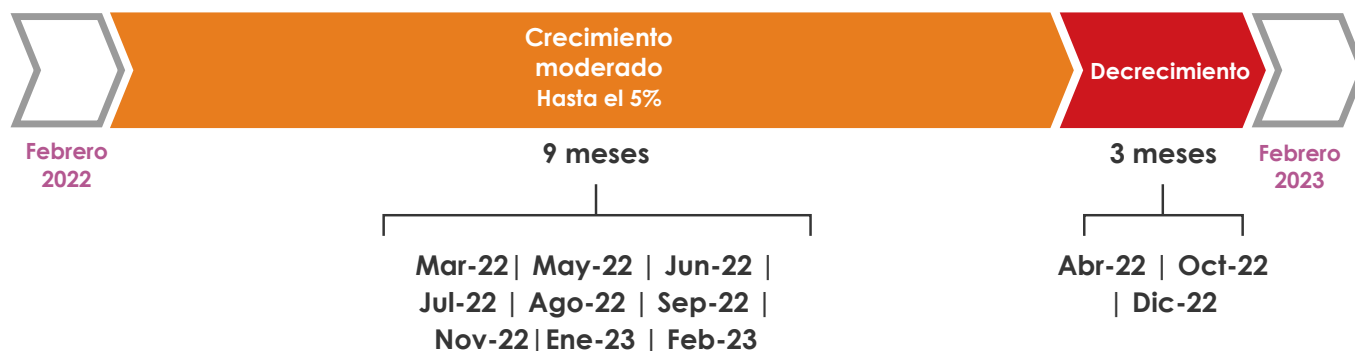 Crecimiento
moderado
Hasta el 5%
Decrecimiento
Febrero
2022
9 meses
3 meses
Febrero
2023
Mar-22| May-22 | Jun-22 |
Jul-22 | Ago-22 | Sep-22 |
Nov-22|Ene-23 | Feb-23
Abr-22 | Oct-22
| Dic-22